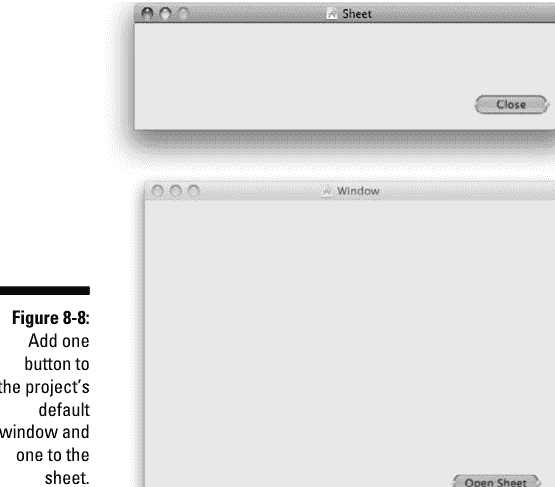 Sheet
Close
Window
Open Sheet
Figure 8-8:
Add one
button to
the project's
default
window and
one to the
sheet.